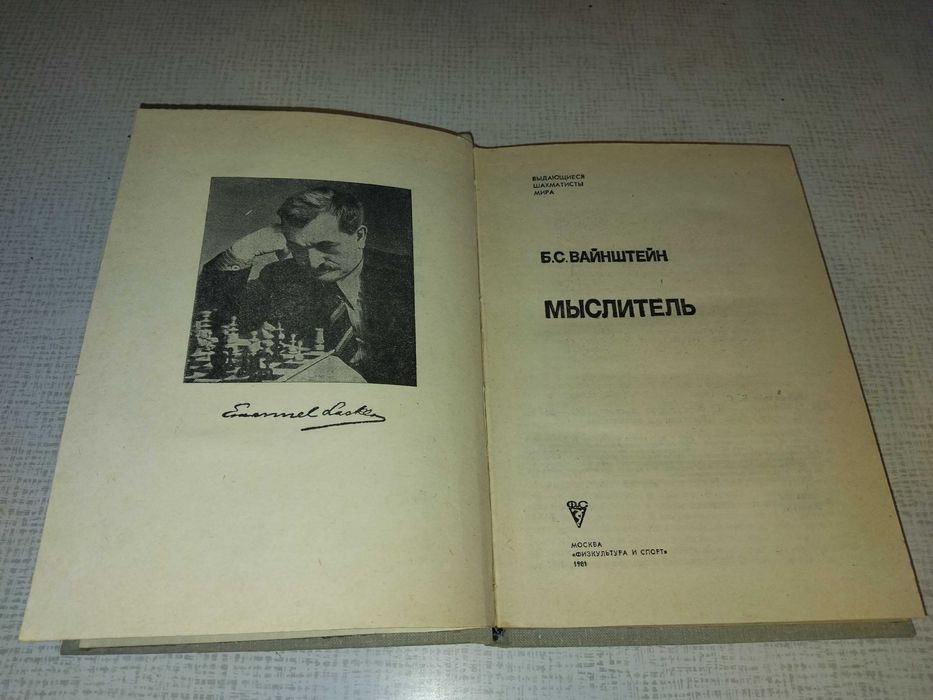 Emanuel Lasker
ВЫДАЮЩИЕСЯ
ШАХМАТИСТЫ
МИРА
Б.С.ВАЙНШТЕЙН
МЫСЛИТЕЛЬ
ФиС
МОСКВА
«ФИЗКУЛЬТУРА И СПОРТ»
1981